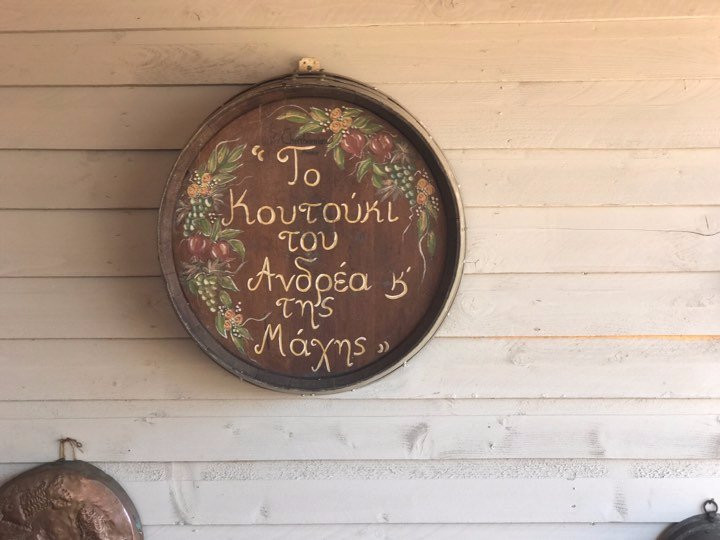 “Το
Κουτούκι
του
Ανδρέα κ΄
της
Μάχης”